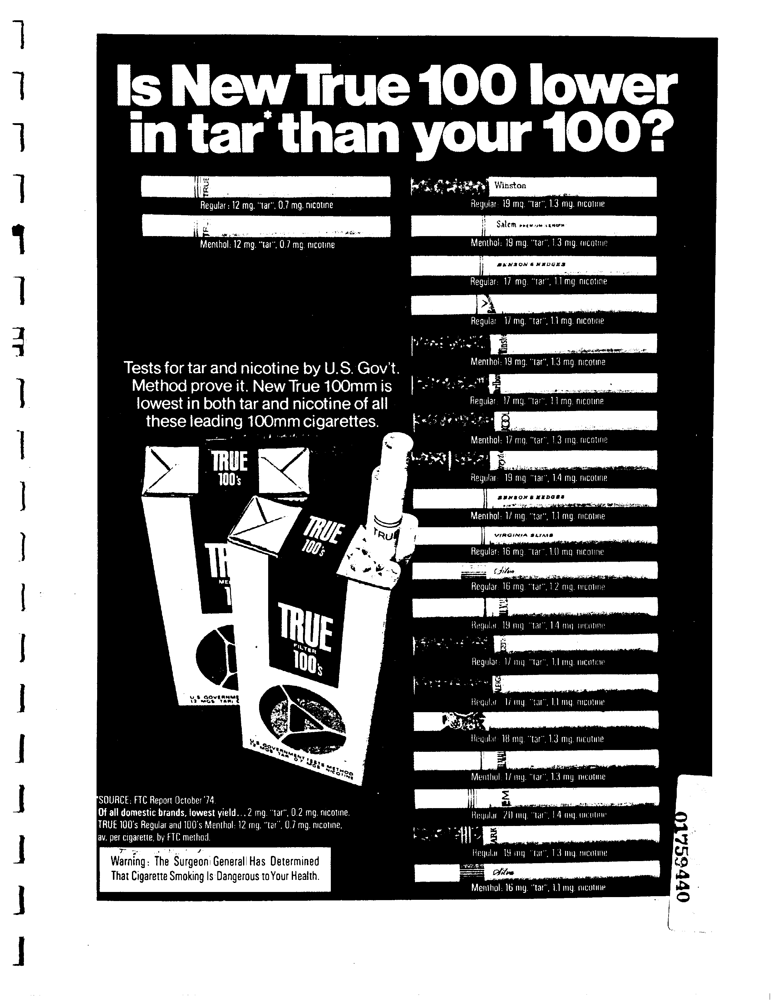 Is New True 100 lower
in tar* than your 100?
TRUE
Regular: 12 mg. "tar", 0.7 mg. nicotine
Menthol: 12 mg. "tar", 0.7 mg. nicotine
Tests for tar and nicotine by U.S. Gov't.
Method prove it. New True 100mm is
lowest in both tar and nicotine of all
these leading 100mm cigarettes.
Winston
Regular: 19 mg. "tar", 1.3 mg. nicotine
Salem PREMIUM LENGTH
Menthol: 19 mg. "tar", 1.3 mg. nicotine
BENSON & HEDGES
Regular: 17 mg. "tar", 1.1 mg. nicotine
Regular: 17 mg. "tar", 1.1 mg. nicotine
Winston
Menthol: 19 mg. "tar", 1.3 mg. nicotine
Regular: 17 mg. "tar", 1.1 mg. nicotine
KOOL
Menthol: 17 mg. "tar", 1.3 mg. nicotine
Regular: 19 mg. "tar", 1.4 mg. nicotine
BENSON & HEDGES
Menthol: 17 mg. "tar", 1.1 mg. nicotine
VIRGINIA SLIMS
Regular: 16 mg. "tar", 1.0 mg. nicotine
Silva
Regular: 16 mg. "tar", 1.2 mg. nicotine
Regular: 19 mg. "tar", 1.4 mg. nicotine
Regular: 17 mg. "tar", 1.1 mg. nicotine
Regular: 17 mg. "tar", 1.1 mg. nicotine
Regular: 18 mg. "tar", 1.3 mg. nicotine
Menthol: 17 mg. "tar", 1.3 mg. nicotine
Regular: 20 mg. "tar", 1.4 mg. nicotine
Regular: 19 mg. "tar", 1.3 mg. nicotine
Silva
Menthol: 16 mg. "tar", 1.1 mg. nicotine
TRUE
100's
TRUE
100's
TRU
TRUE
FILTER
100's
U.S. GOVERNMENT TESTS METHOD
*SOURCE. FTC Report October '74.
Of all domestic brands, lowest yield...2 mg. "tar", 0.2 mg. nicotine.
TRUE 100's Regular and 100's Menthol: 12 mg. "tar", 0.7 mg. nicotine,
av. per cigarette, by FTC method.
Warning: The Surgeon General Has Determined
That Cigarette Smoking Is Dangerous to Your Health.
01759440